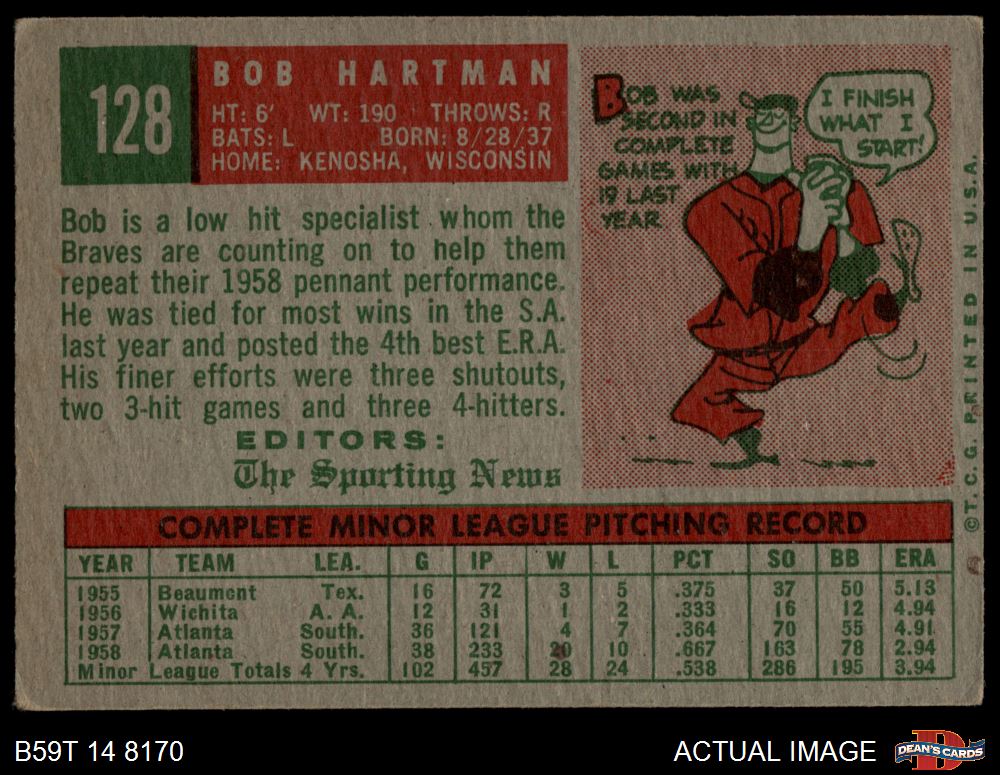 128
BOB HARTMAN
HT: 6' WT: 190 THROWS: R
BATS: L BORN: 8/28/37
HOME: KENOSHA, WISCONSIN
Bob is a low hit specialist whom the
Braves are counting on to help them
repeat their 1958 pennant performance.
He was tied for most wins in the S.A.
last year and posted the 4th best E.R.A.
His finer efforts were three shutouts,
two 3-hit games and three 4-hitters.
EDITORS:
The Sporting News
BOB WAS
SECOND IN
COMPLETE
GAMES WITH
19 LAST
YEAR
I FINISH
WHAT I
START!
© T.C.G. PRINTED IN U.S.A.
COMPLETE MINOR LEAGUE PITCHING RECORD
YEAR TEAM LEA. G IP W L PCT SO BB ERA
1955 Beaumont Tex. 16 72 3 5 .375 37 50 5.13
1956 Wichita A. A. 12 31 1 2 .333 16 12 4.94
1957 Atlanta South. 36 121 4 7 .364 70 55 4.91
1958 Atlanta South. 38 233 20 10 .667 163 78 2.94
Minor League Totals 4 Yrs. 102 457 28 24 .538 286 195 3.94
B59T 14 8170
ACTUAL IMAGE
DEAN'S CARDS